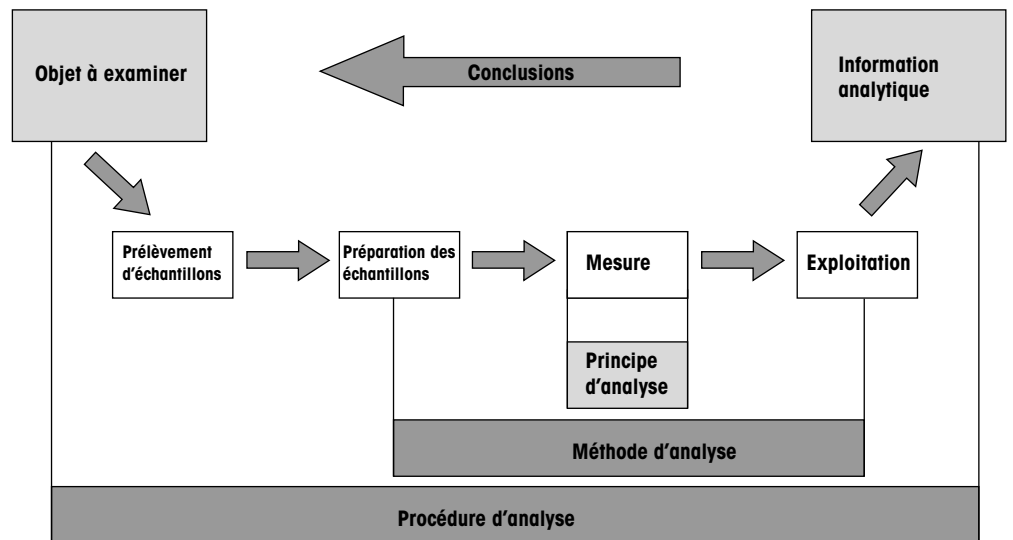 Objet à examiner
Conclusions
Information
analytique
Prélèvement
d'échantillons
Préparation des
échantillons
Mesure
Exploitation
Principe
d'analyse
Méthode d'analyse
Procédure d'analyse